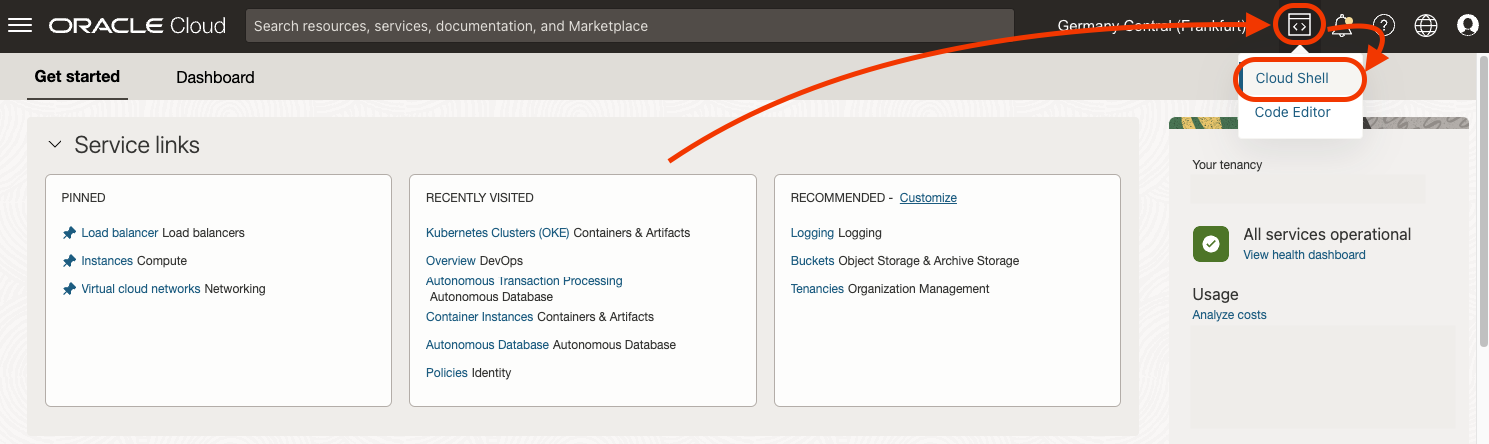 ORACLE Cloud
Search resources, services, documentation, and Marketplace
Germany Central (Frankfurt)
Cloud Shell
Code Editor
Get started
Dashboard
Service links
PINNED
Load balancer Load balancers
Instances Compute
Virtual cloud networks Networking
RECENTLY VISITED
Kubernetes Clusters (OKE) Containers & Artifacts
Overview DevOps
Autonomous Transaction Processing
Autonomous Database
Container Instances Containers & Artifacts
Autonomous Database Autonomous Database
Policies Identity
RECOMMENDED - Customize
Logging Logging
Buckets Object Storage & Archive Storage
Tenancies Organization Management
Your tenancy
All services operational
View health dashboard
Usage
Analyze costs